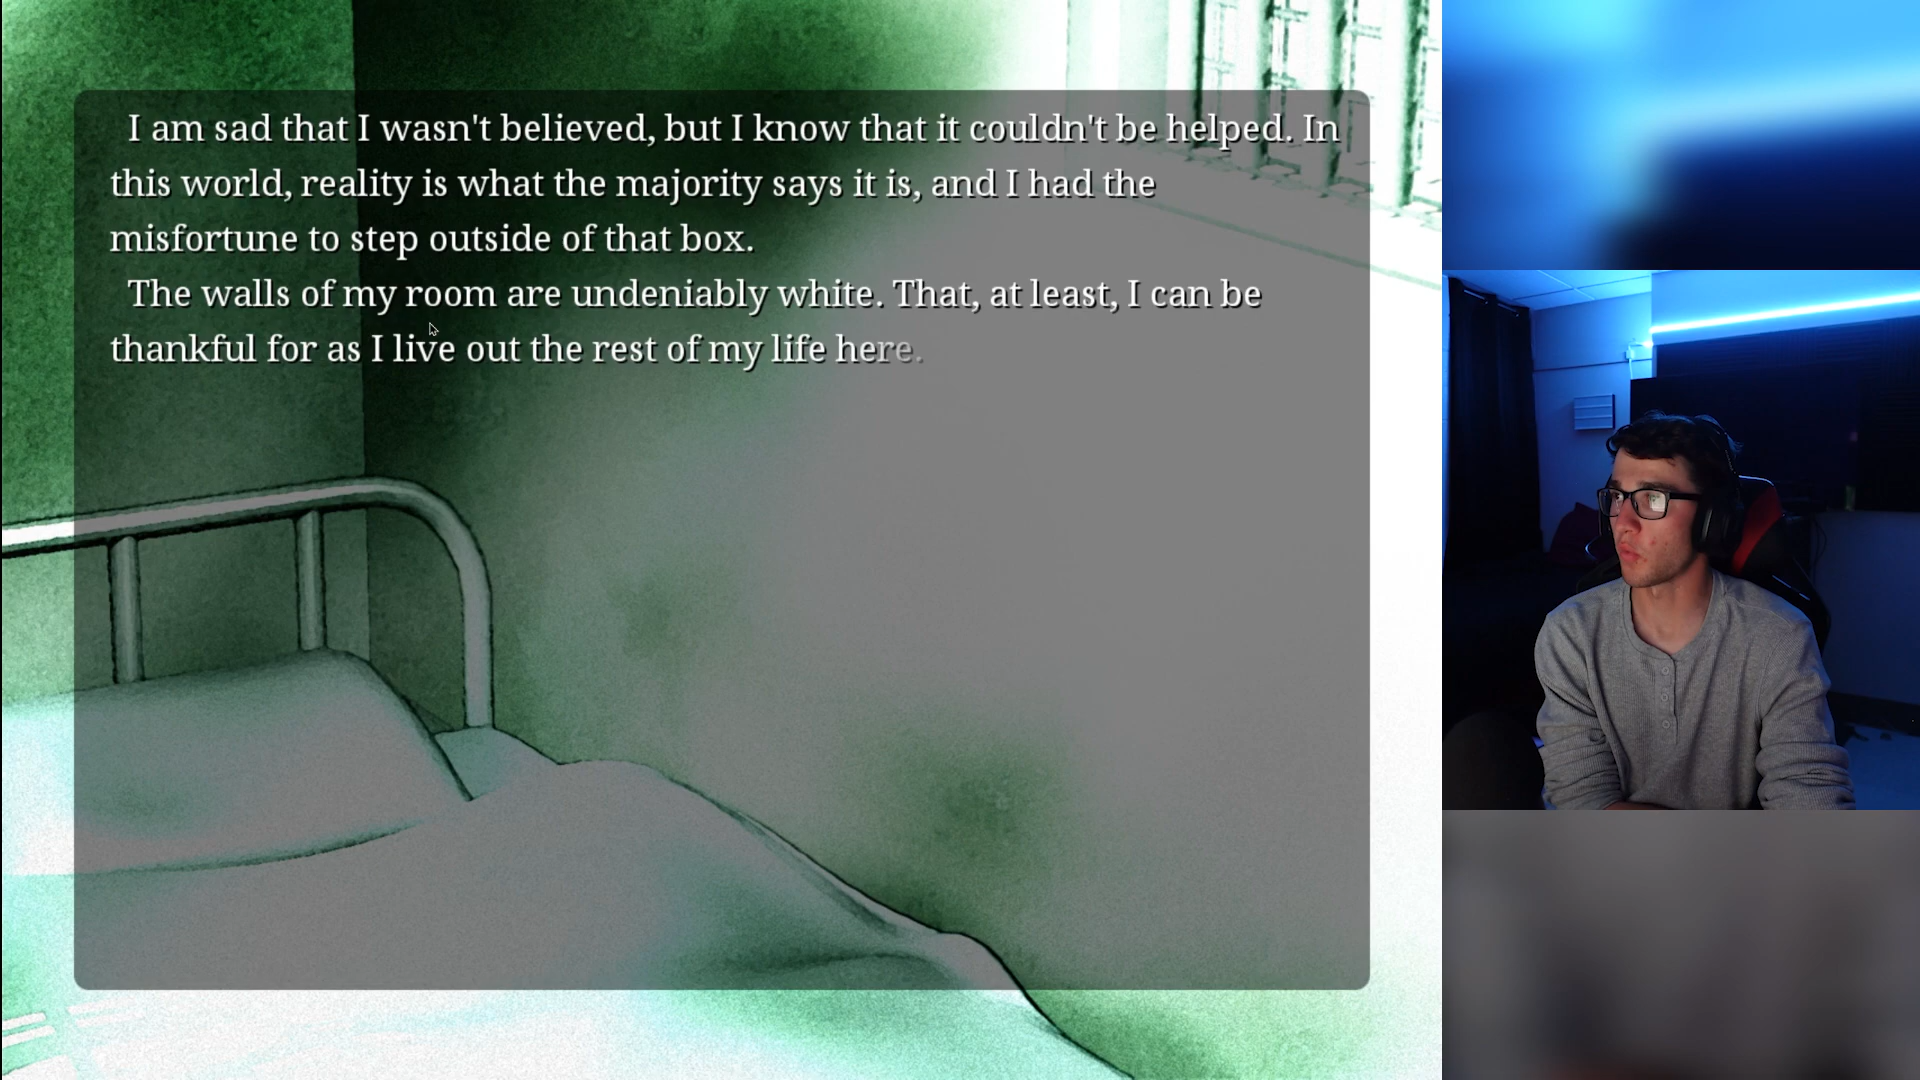 I am sad that I wasn't believed, but I know that it couldn't be helped. In
this world, reality is what the majority says it is, and I had the
misfortune to step outside of that box.
The walls of my room are undeniably white. That, at least, I can be
thankful for as I live out the rest of my life here.